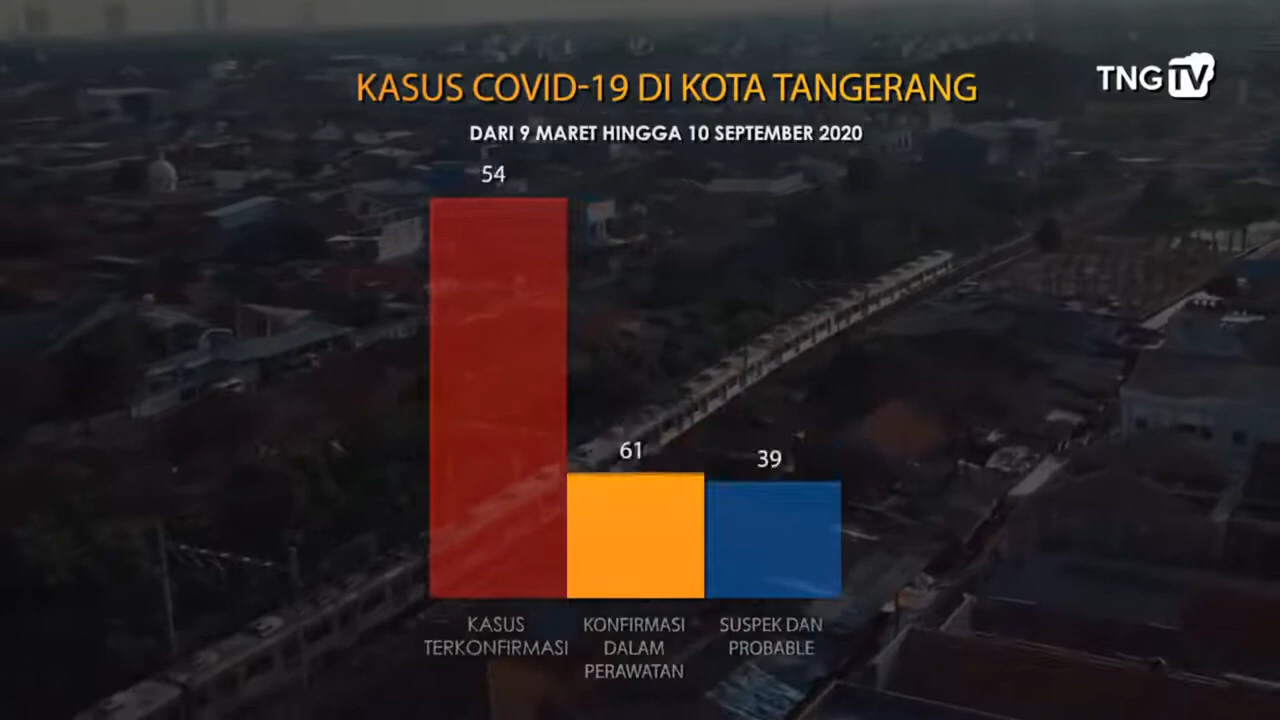 KASUS COVID-19 DI KOTA TANGERANG
TNG TV
DARI 9 MARET HINGGA 10 SEPTEMBER 2020
54
61
39
KASUS
TERKONFIRMASI
KONFIRMASI
DALAM
PERAWATAN
SUSPEK DAN
PROBABLE